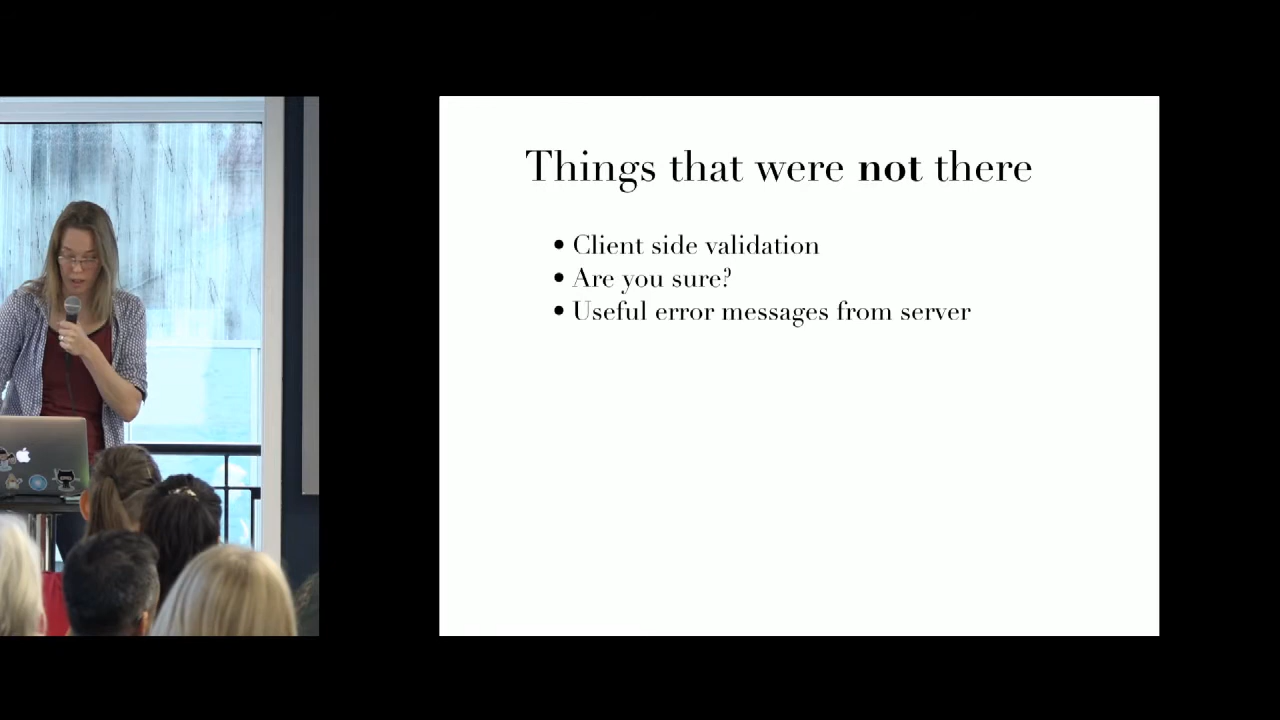 Things that were not there
• Client side validation
• Are you sure?
• Useful error messages from server